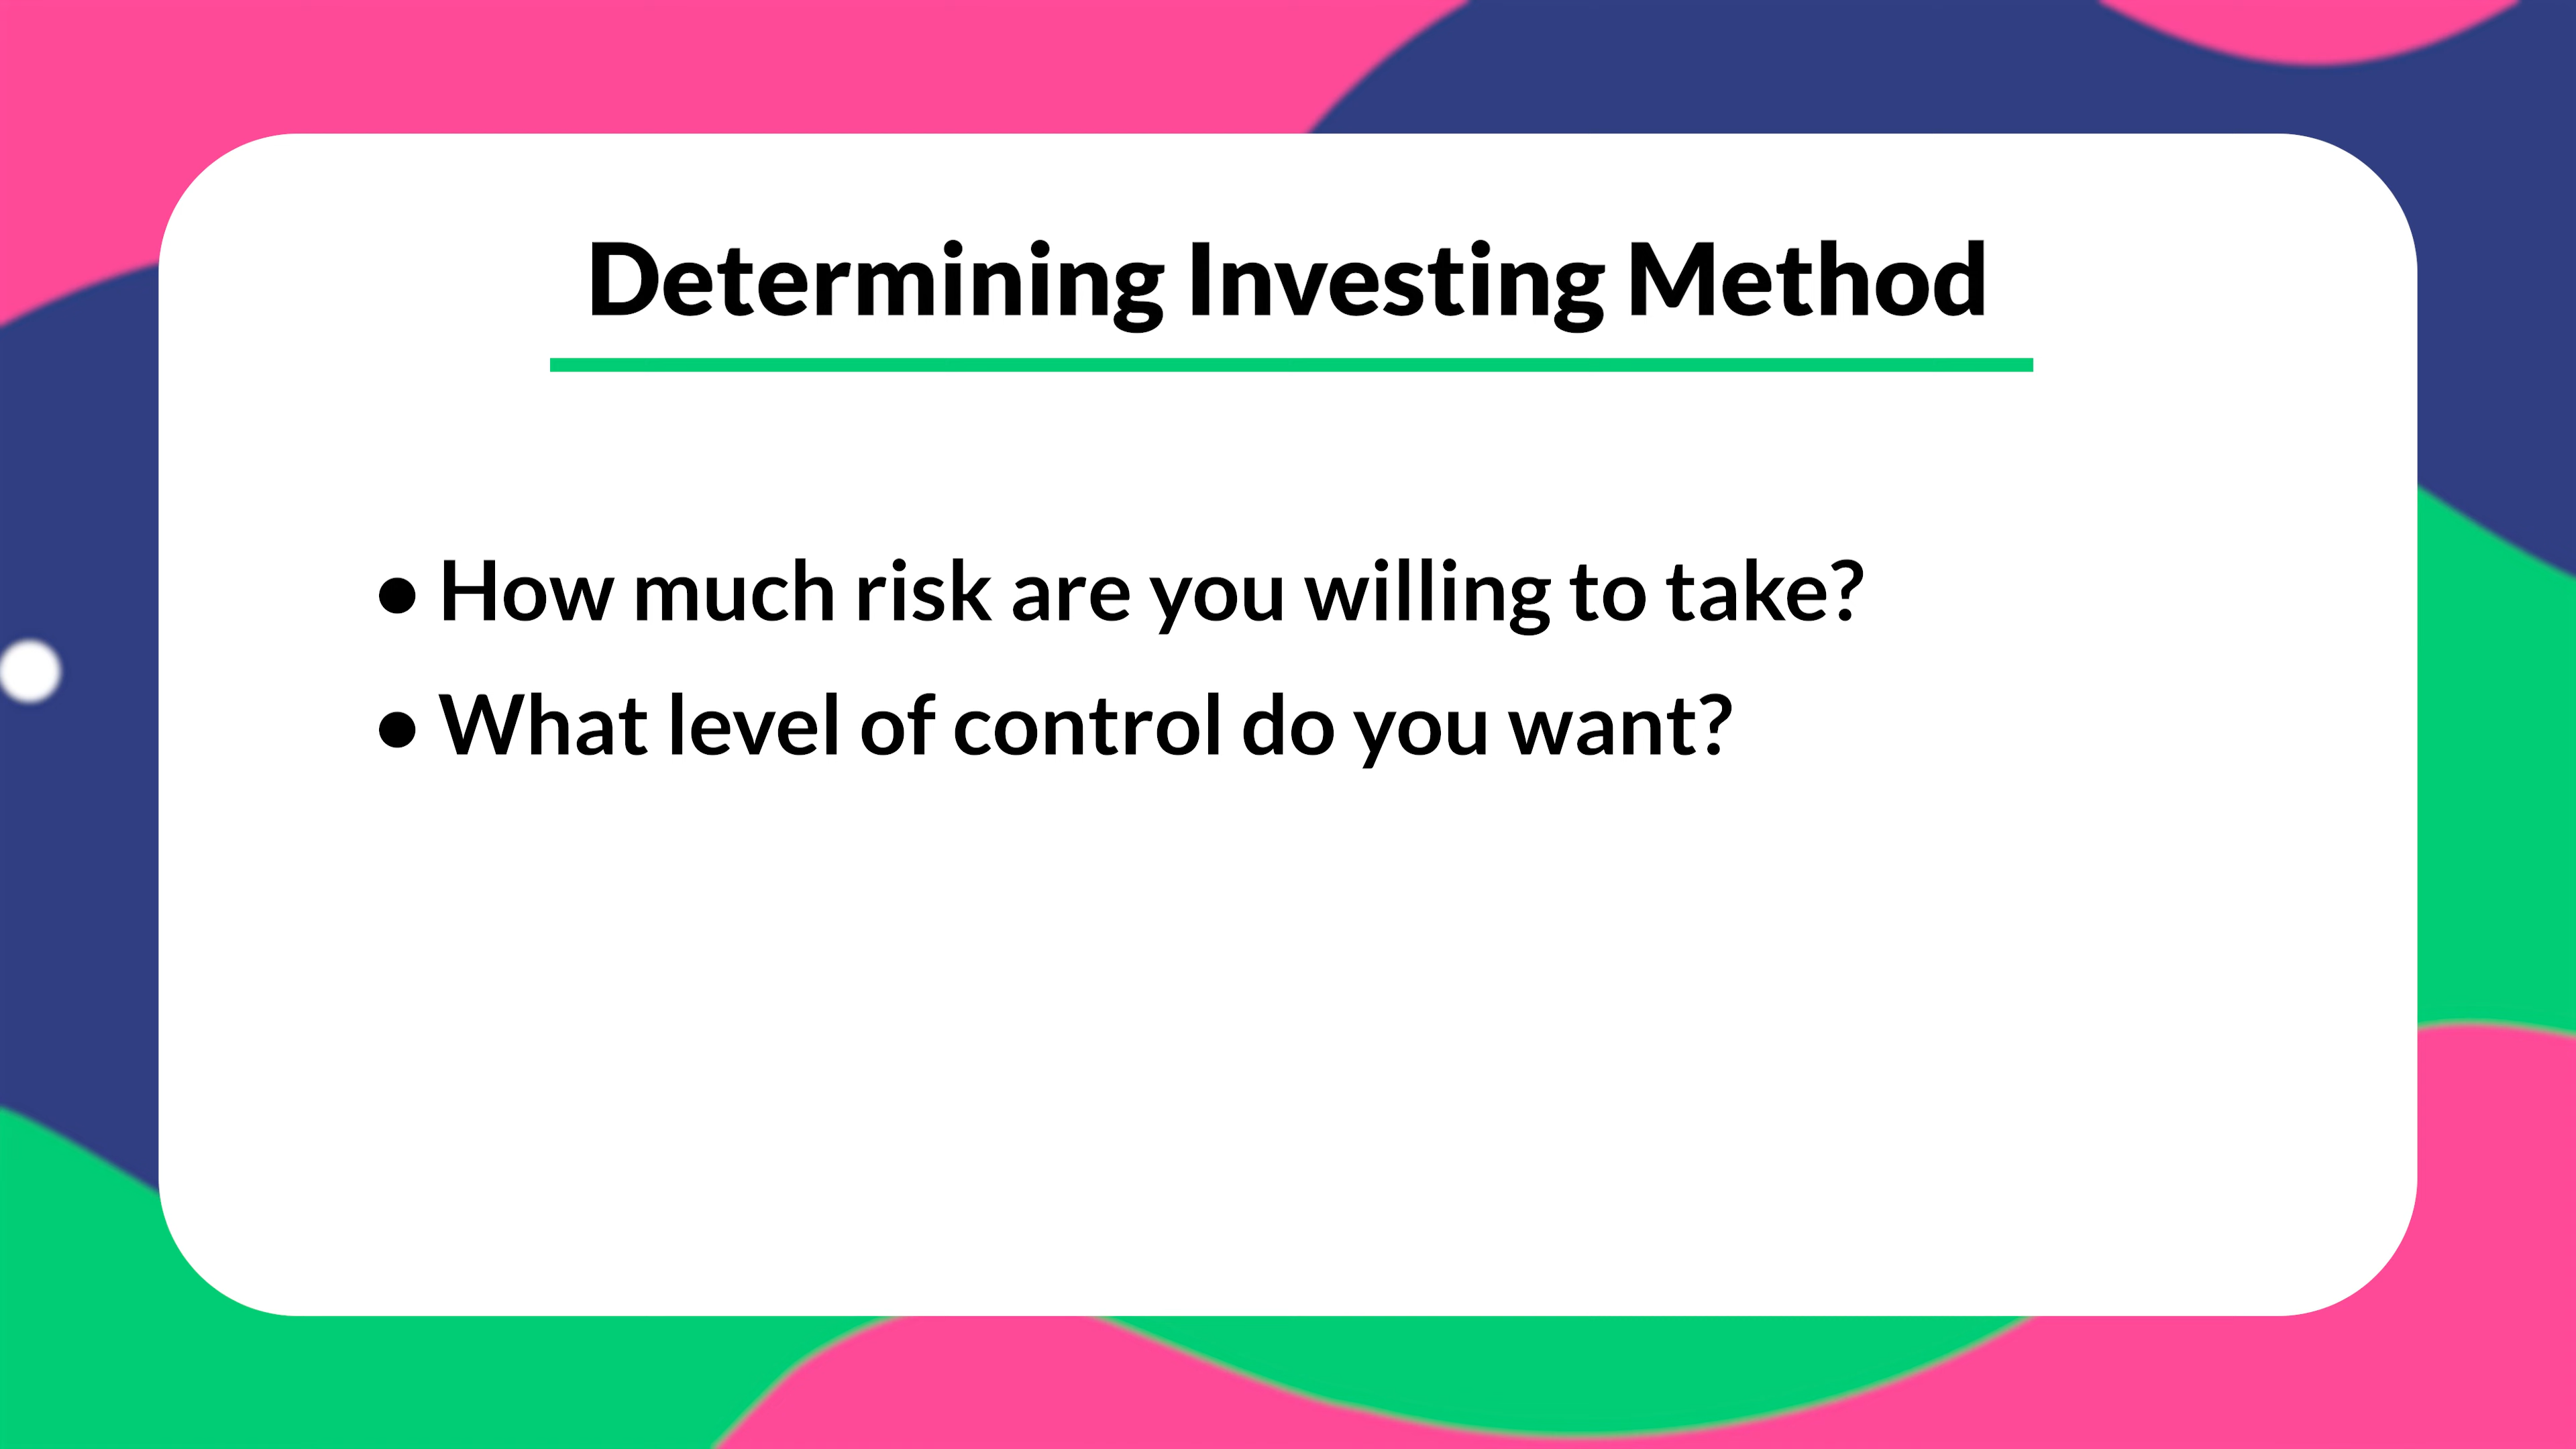 Determining Investing Method
• How much risk are you willing to take?
• What level of control do you want?